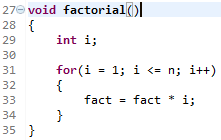 27 void factorial()
28 {
29     int i;
30
31     for(i = 1; i <= n; i++)
32     {
33         fact = fact * i;
34     }
35 }